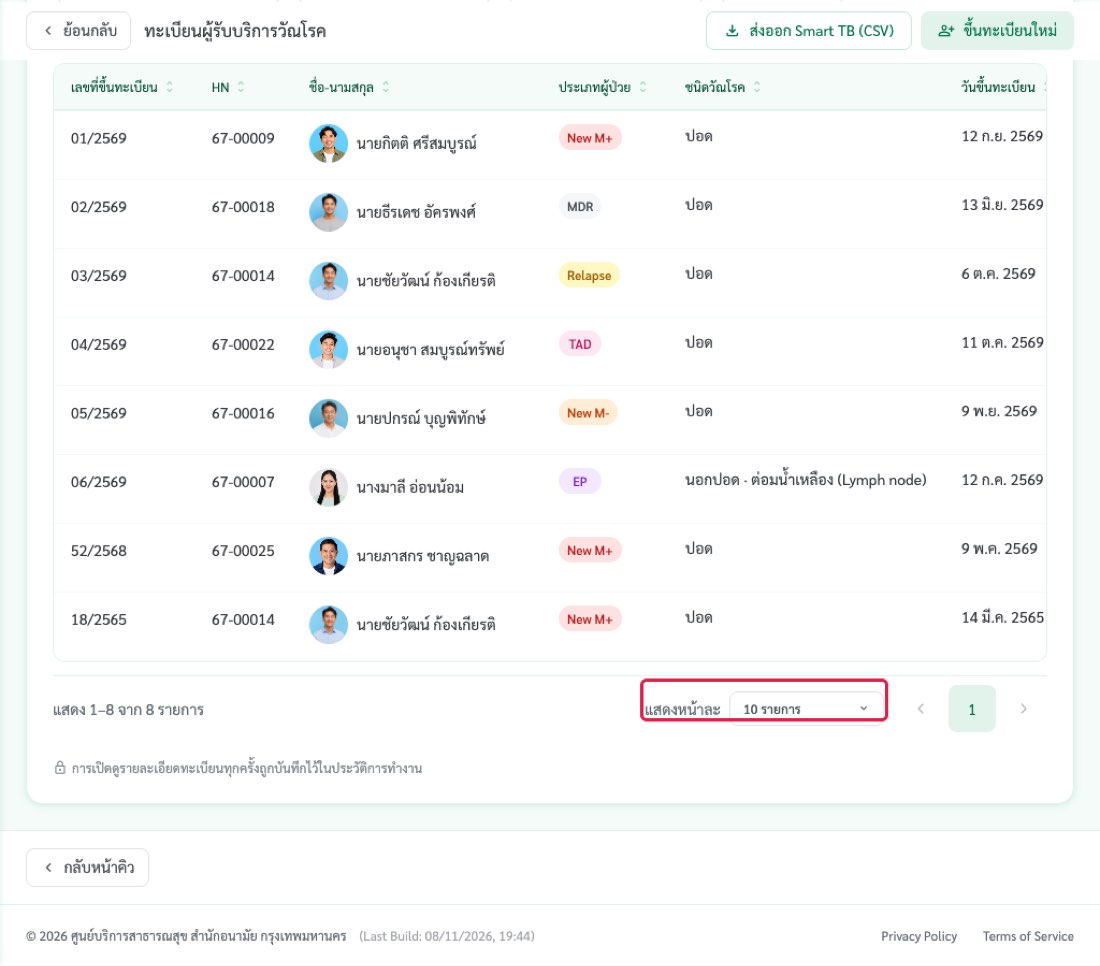 ย้อนกลับ ทะเบียนผู้รับบริการวัณโรค ส่งออก Smart TB (CSV) ขึ้นทะเบียนใหม่
เลขที่ขึ้นทะเบียน HN ชื่อ-นามสกุล ประเภทผู้ป่วย ชนิดวัณโรค วันขึ้นทะเบียน
01/2569 67-00009 นายกิตติ ศรีสมบูรณ์ New M+ ปอด 12 ก.ย. 2569
02/2569 67-00018 นายธีรเดช อัครพงศ์ MDR ปอด 13 มิ.ย. 2569
03/2569 67-00014 นายชัยวัฒน์ ก้องเกียรติ Relapse ปอด 6 ต.ค. 2569
04/2569 67-00022 นายอนุชา สมบูรณ์ทรัพย์ TAD ปอด 11 ต.ค. 2569
05/2569 67-00016 นายปกรณ์ บุญพิทักษ์ New M- ปอด 9 พ.ย. 2569
06/2569 67-00007 นางมาลี อ่อนน้อม EP นอกปอด · ต่อมน้ำเหลือง (Lymph node) 12 ก.ค. 2569
52/2568 67-00025 นายภาสกร ชาญฉลาด New M+ ปอด 9 พ.ค. 2569
18/2565 67-00014 นายชัยวัฒน์ ก้องเกียรติ New M+ ปอด 14 มี.ค. 2565
แสดง 1–8 จาก 8 รายการ แสดงหน้าละ 10 รายการ 1
การเปิดดูรายละเอียดทะเบียนทุกครั้งถูกบันทึกไว้ในประวัติการทำงาน
กลับหน้าคิว
© 2026 ศูนย์บริการสาธารณสุข สำนักอนามัย กรุงเทพมหานคร (Last Build: 08/11/2026, 19:44) Privacy Policy Terms of Service